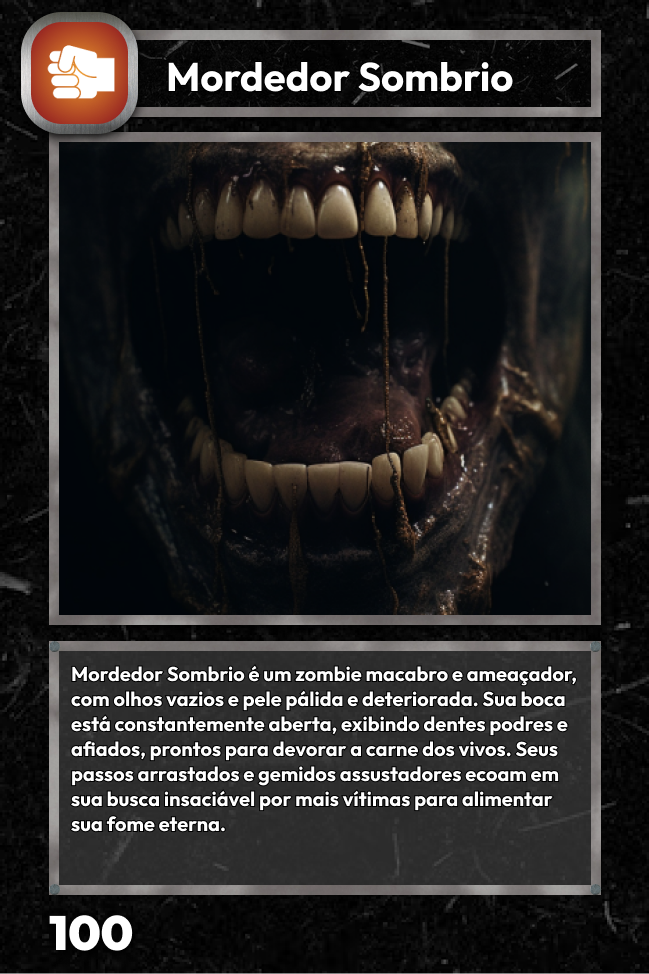 Mordedor Sombrio
Mordedor Sombrio é um zombie macabro e ameaçador,
com olhos vazios e pele pálida e deteriorada. Sua boca
está constantemente aberta, exibindo dentes podres e
afiados, prontos para devorar a carne dos vivos. Seus
passos arrastados e gemidos assustadores ecoam em
sua busca insaciável por mais vítimas para alimentar
sua fome eterna.
100